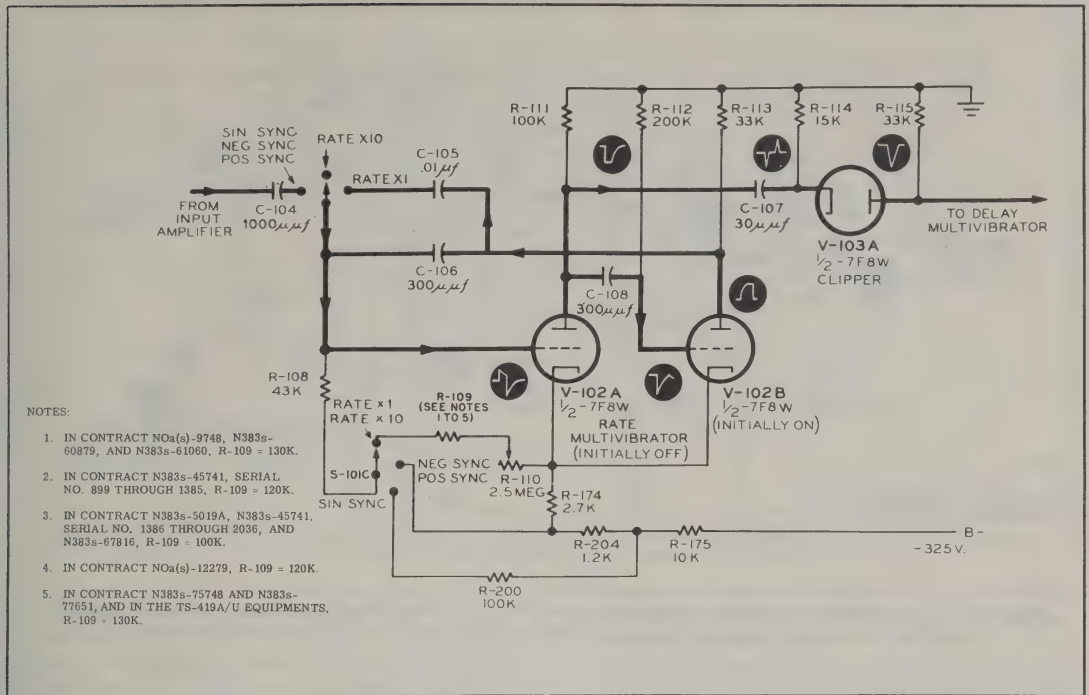 SIN SYNC
NEG SYNC
POS SYNC
RATE X10
C-105
.01μf
RATE X1
FROM
INPUT
AMPLIFIER
C-104
1000μμf
C-106
300μμf
R-111
100K
R-112
200K
R-113
33K
R-114
15K
R-115
33K
C-107
30μμf
V-103A
1/2-7F8W
CLIPPER
TO DELAY
MULTIVIBRATOR
C-108
300μμf
R-108
43K
V-102A
1/2-7F8W
RATE
MULTIVIBRATOR
(INITIALLY OFF)
V-102B
1/2-7F8W
(INITIALLY ON)
RATE x 1
RATE x 10
R-109
(SEE NOTES
1 TO 5)
S-101C
SIN SYNC
NEG SYNC
POS SYNC
R-110
2.5 MEG
R-174
2.7K
R-204
1.2K
R-175
10 K
B-
-325 V.
R-200
100K
NOTES:
1. IN CONTRACT NOa(s)-9748, N383s-
60879, AND N383s-61060, R-109 = 130K.
2. IN CONTRACT N383s-45741, SERIAL
NO. 899 THROUGH 1385, R-109 = 120K.
3. IN CONTRACT N383s-5019A, N383s-45741,
SERIAL NO. 1386 THROUGH 2036, AND
N383s-67816, R-109 = 100K.
4. IN CONTRACT NOa(s)-12279, R-109 = 120K.
5. IN CONTRACT N383s-75748 AND N383s-
77651, AND IN THE TS-419A/U EQUIPMENTS,
R-109 = 130K.